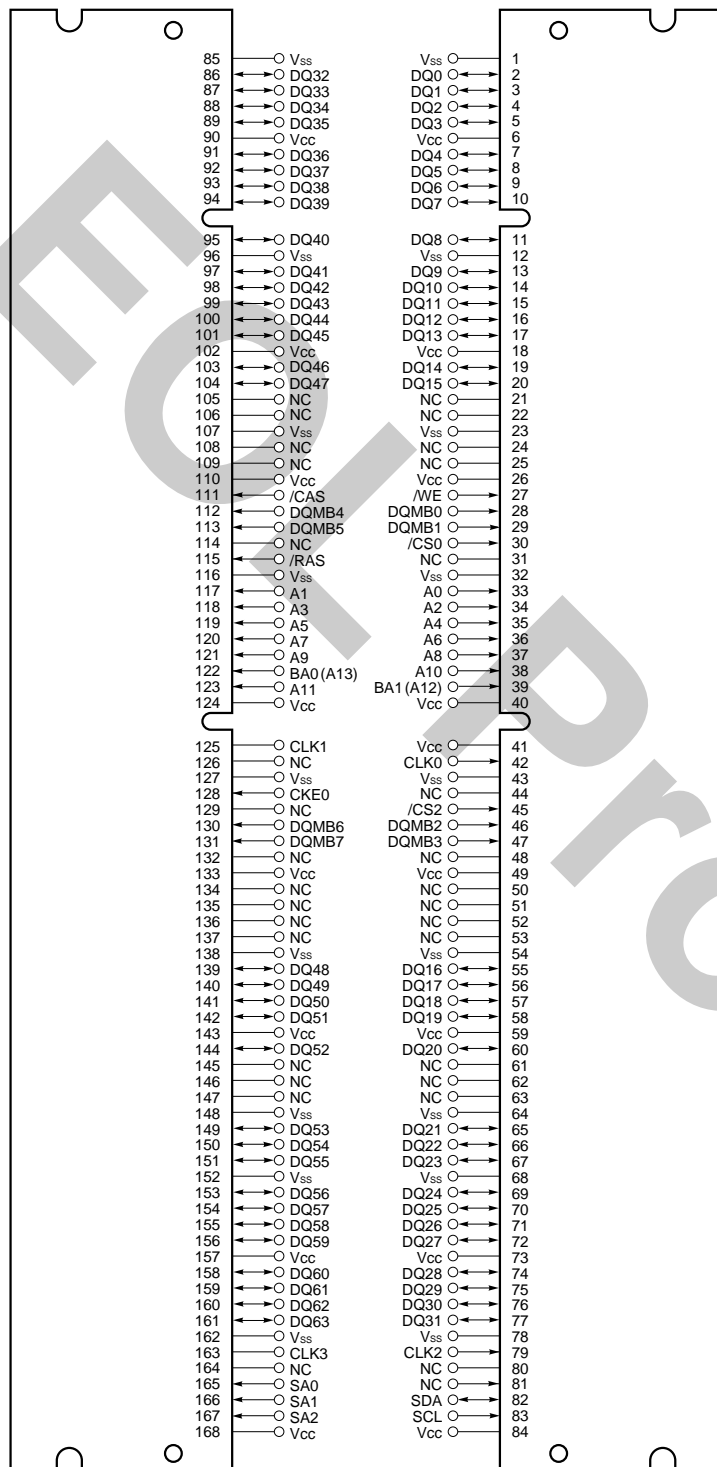 85 Vss Vss 1
86 DQ32 DQ0 2
87 DQ33 DQ1 3
88 DQ34 DQ2 4
89 DQ35 DQ3 5
90 Vcc Vcc 6
91 DQ36 DQ4 7
92 DQ37 DQ5 8
93 DQ38 DQ6 9
94 DQ39 DQ7 10
95 DQ40 DQ8 11
96 Vss Vss 12
97 DQ41 DQ9 13
98 DQ42 DQ10 14
99 DQ43 DQ11 15
100 DQ44 DQ12 16
101 DQ45 DQ13 17
102 Vcc Vcc 18
103 DQ46 DQ14 19
104 DQ47 DQ15 20
105 NC NC 21
106 NC NC 22
107 Vss Vss 23
108 NC NC 24
109 NC NC 25
110 Vcc Vcc 26
111 /CAS /WE 27
112 DQMB4 DQMB0 28
113 DQMB5 DQMB1 29
114 NC /CS0 30
115 /RAS NC 31
116 Vss Vss 32
117 A1 A0 33
118 A3 A2 34
119 A5 A4 35
120 A7 A6 36
121 A9 A8 37
122 BA0 (A13) A10 38
123 A11 BA1 (A12) 39
124 Vcc Vcc 40
125 CLK1 Vcc 41
126 NC CLK0 42
127 Vss Vss 43
128 CKE0 NC 44
129 NC /CS2 45
130 DQMB6 DQMB2 46
131 DQMB7 DQMB3 47
132 NC NC 48
133 Vcc Vcc 49
134 NC NC 50
135 NC NC 51
136 NC NC 52
137 NC NC 53
138 Vss Vss 54
139 DQ48 DQ16 55
140 DQ49 DQ17 56
141 DQ50 DQ18 57
142 DQ51 DQ19 58
143 Vcc Vcc 59
144 DQ52 DQ20 60
145 NC NC 61
146 NC NC 62
147 NC NC 63
148 Vss Vss 64
149 DQ53 DQ21 65
150 DQ54 DQ22 66
151 DQ55 DQ23 67
152 Vss Vss 68
153 DQ56 DQ24 69
154 DQ57 DQ25 70
155 DQ58 DQ26 71
156 DQ59 DQ27 72
157 Vcc Vcc 73
158 DQ60 DQ28 74
159 DQ61 DQ29 75
160 DQ62 DQ30 76
161 DQ63 DQ31 77
162 Vss Vss 78
163 CLK3 CLK2 79
164 NC NC 80
165 SA0 NC 81
166 SA1 SDA 82
167 SA2 SCL 83
168 Vcc Vcc 84
EOL